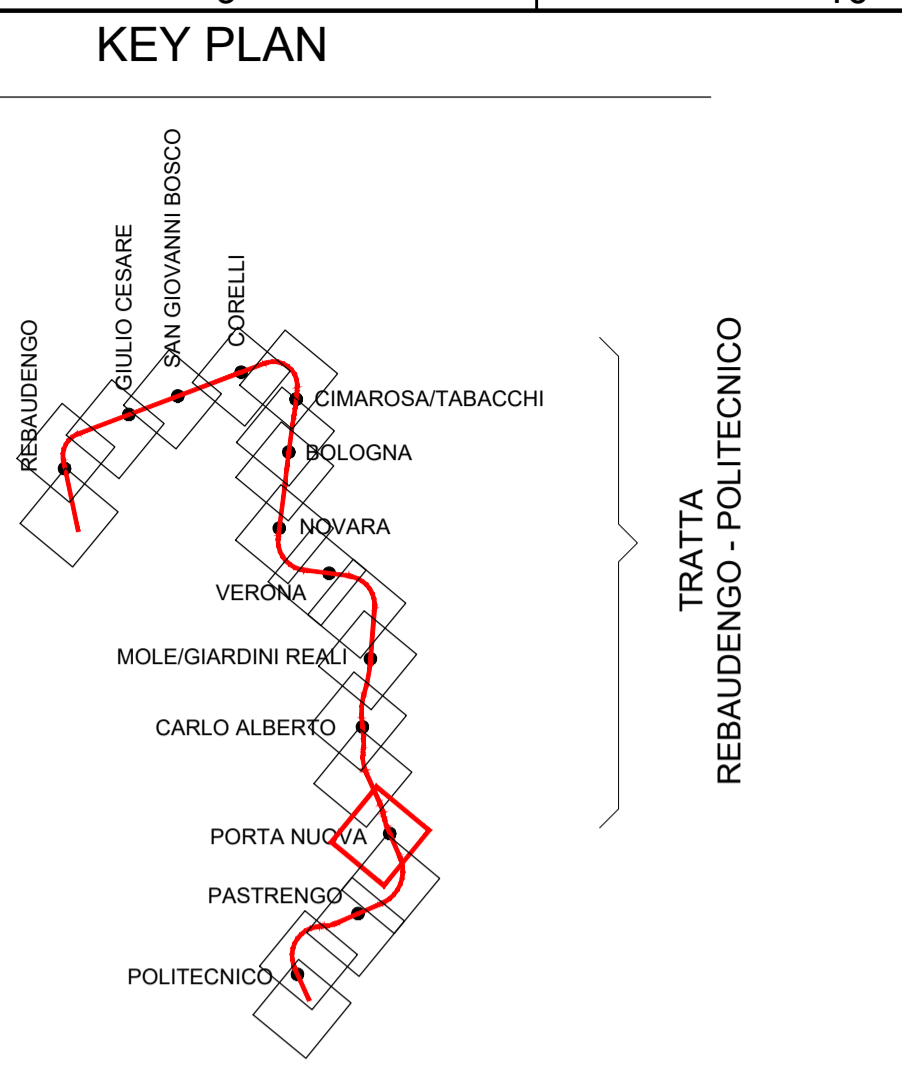 KEY PLAN
REBAUDENGO
GIULIO CESARE
SAN GIOVANNI BOSCO
CORELLI
CIMAROSA/TABACCHI
BOLOGNA
NOVARA
VERONA
MOLE/GIARDINI REALI
CARLO ALBERTO
PORTA NUOVA
PASTRENGO
POLITECNICO
TRATTA
REBAUDENGO - POLITECNICO